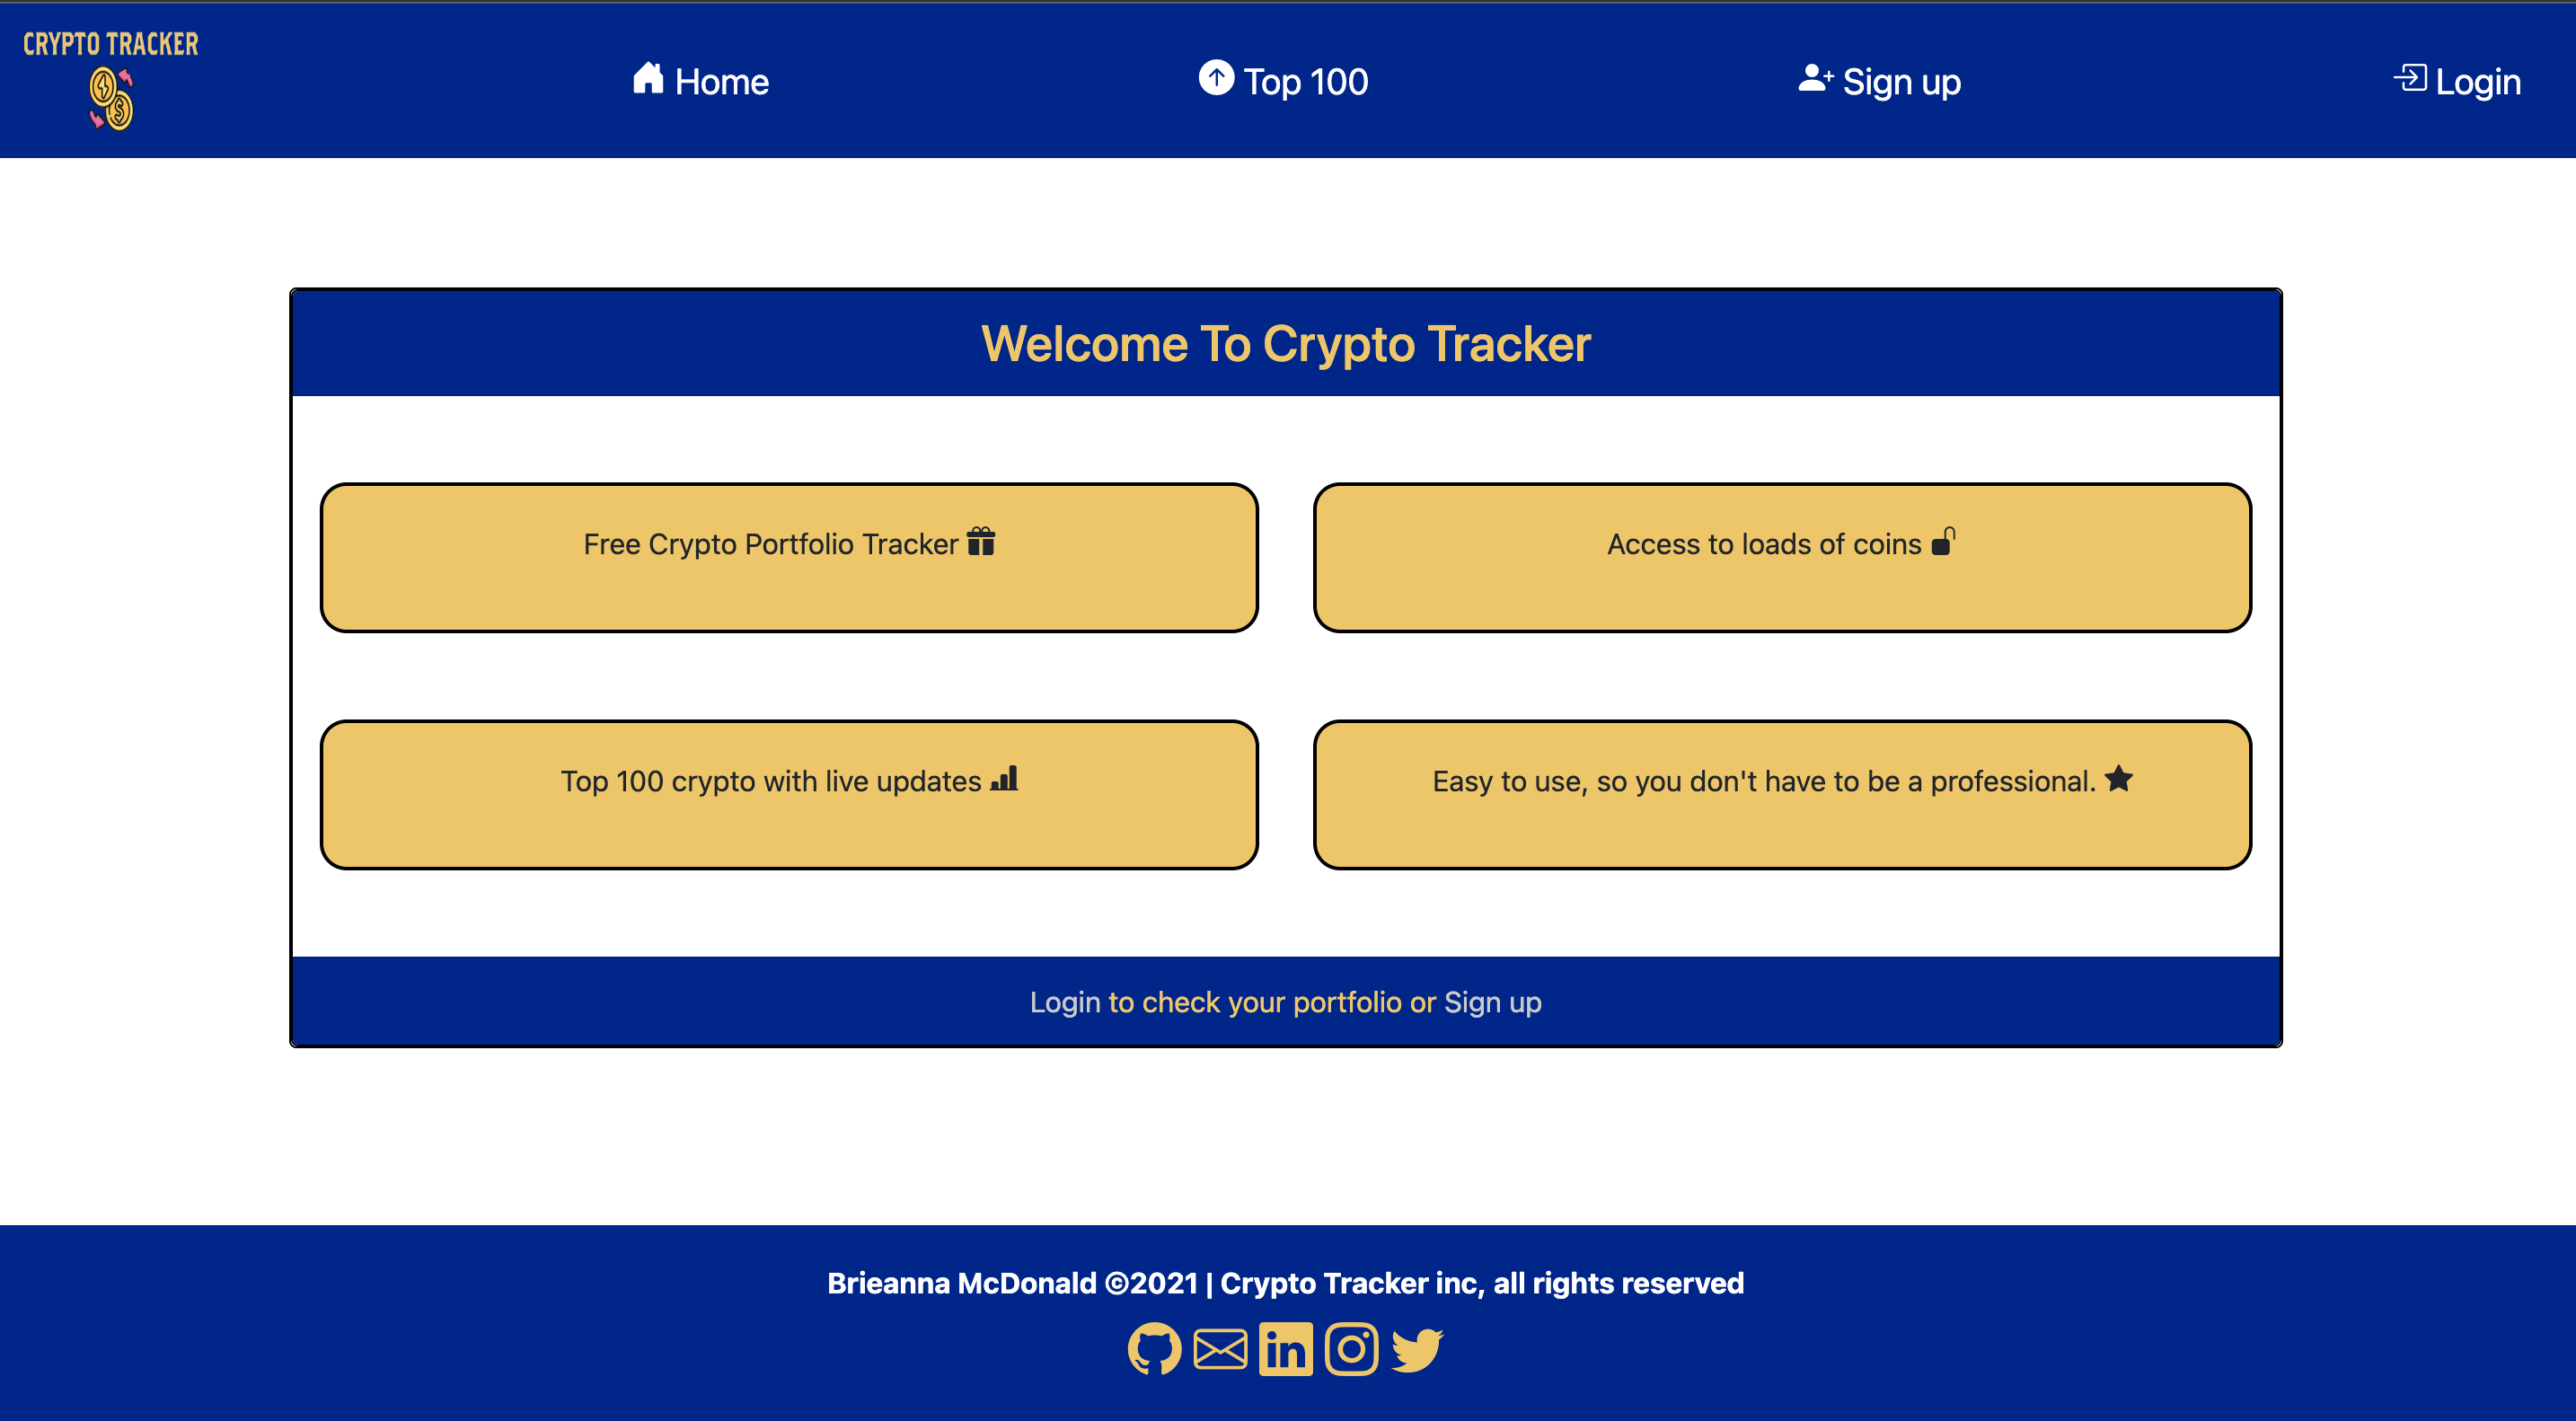 CRYPTO TRACKER
Home
Top 100
Sign up
Login
Welcome To Crypto Tracker
Free Crypto Portfolio Tracker
Access to loads of coins
Top 100 crypto with live updates
Easy to use, so you don't have to be a professional.
Login to check your portfolio or Sign up
Brieanna McDonald ©2021 | Crypto Tracker inc, all rights reserved